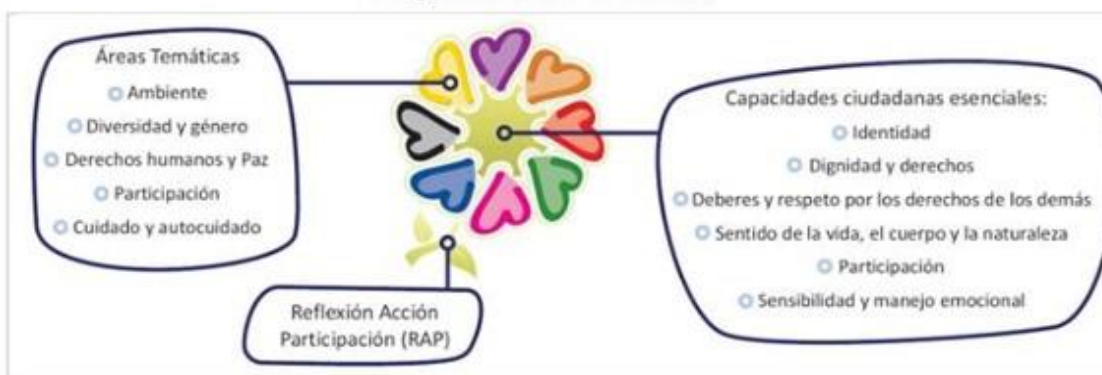 Áreas Temáticas
Ambiente
Diversidad y género
Derechos humanos y Paz
Participación
Cuidado y autocuidado
Reflexión Acción
Participación (RAP)
Capacidades ciudadanas esenciales:
Identidad
Dignidad y derechos
Deberes y respeto por los derechos de los demás
Sentido de la vida, el cuerpo y la naturaleza
Participación
Sensibilidad y manejo emocional